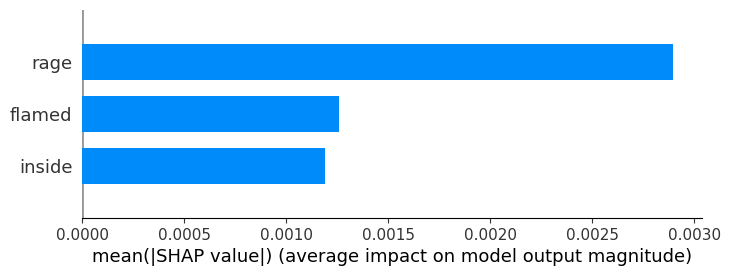 rage
flamed
inside
0.0000 0.0005 0.0010 0.0015 0.0020 0.0025 0.0030
mean(|SHAP value|) (average impact on model output magnitude)